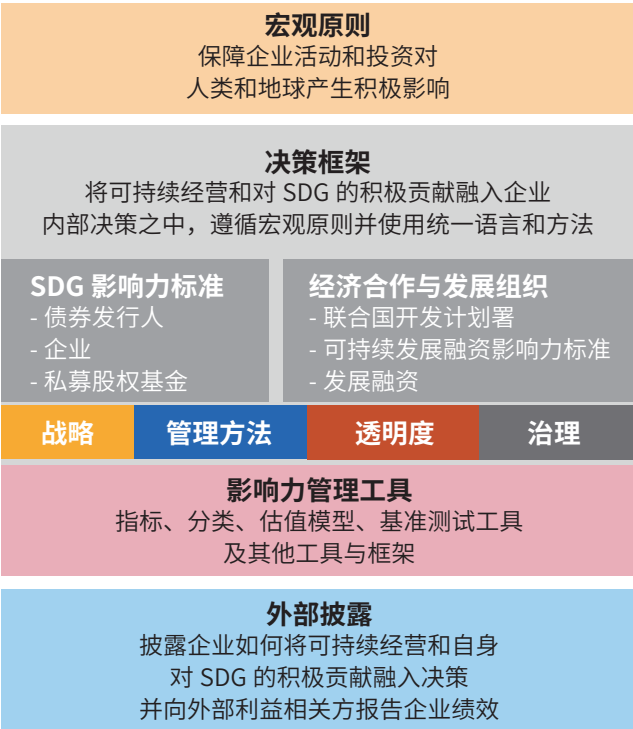 宏观原则
保障企业活动和投资对
人类和地球产生积极影响
决策框架
将可持续经营和对 SDG 的积极贡献融入企业
内部决策之中，遵循宏观原则并使用统一语言和方法
SDG 影响力标准
- 债券发行人
- 企业
- 私募股权基金
经济合作与发展组织
- 联合国开发计划署
- 可持续发展融资影响力标准
- 发展融资
战略 管理方法 透明度 治理
影响力管理工具
指标、分类、估值模型、基准测试工具
及其他工具与框架
外部披露
披露企业如何将可持续经营和自身
对 SDG 的积极贡献融入决策
并向外部利益相关方报告企业绩效